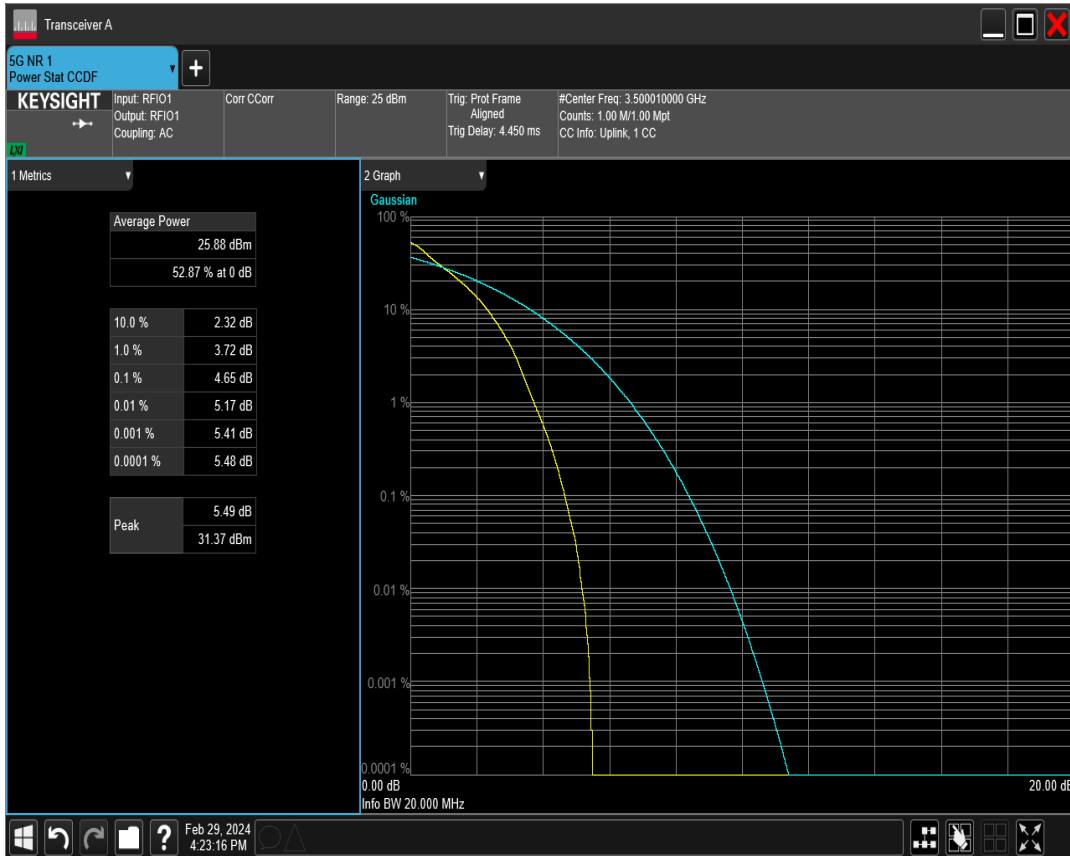 Transceiver A
5G NR 1
Power Stat CCDF
KEYSIGHT
LXI
Input: RFIO1
Output: RFIO1
Coupling: AC
Corr CCorr
Range: 25 dBm
Trig: Prot Frame
Aligned
Trig Delay: 4.450 ms
#Center Freq: 3.500010000 GHz
Counts: 1.00 M/1.00 Mpt
CC Info: Uplink, 1 CC
1 Metrics
Average Power
25.88 dBm
52.87 % at 0 dB
10.0 % 2.32 dB
1.0 % 3.72 dB
0.1 % 4.65 dB
0.01 % 5.17 dB
0.001 % 5.41 dB
0.0001 % 5.48 dB
Peak
5.49 dB
31.37 dBm
2 Graph
Gaussian
100 %
10 %
1 %
0.1 %
0.01 %
0.001 %
0.0001 %
0.00 dB 20.00 dB
Info BW 20.000 MHz
?
Feb 29, 2024
4:23:16 PM